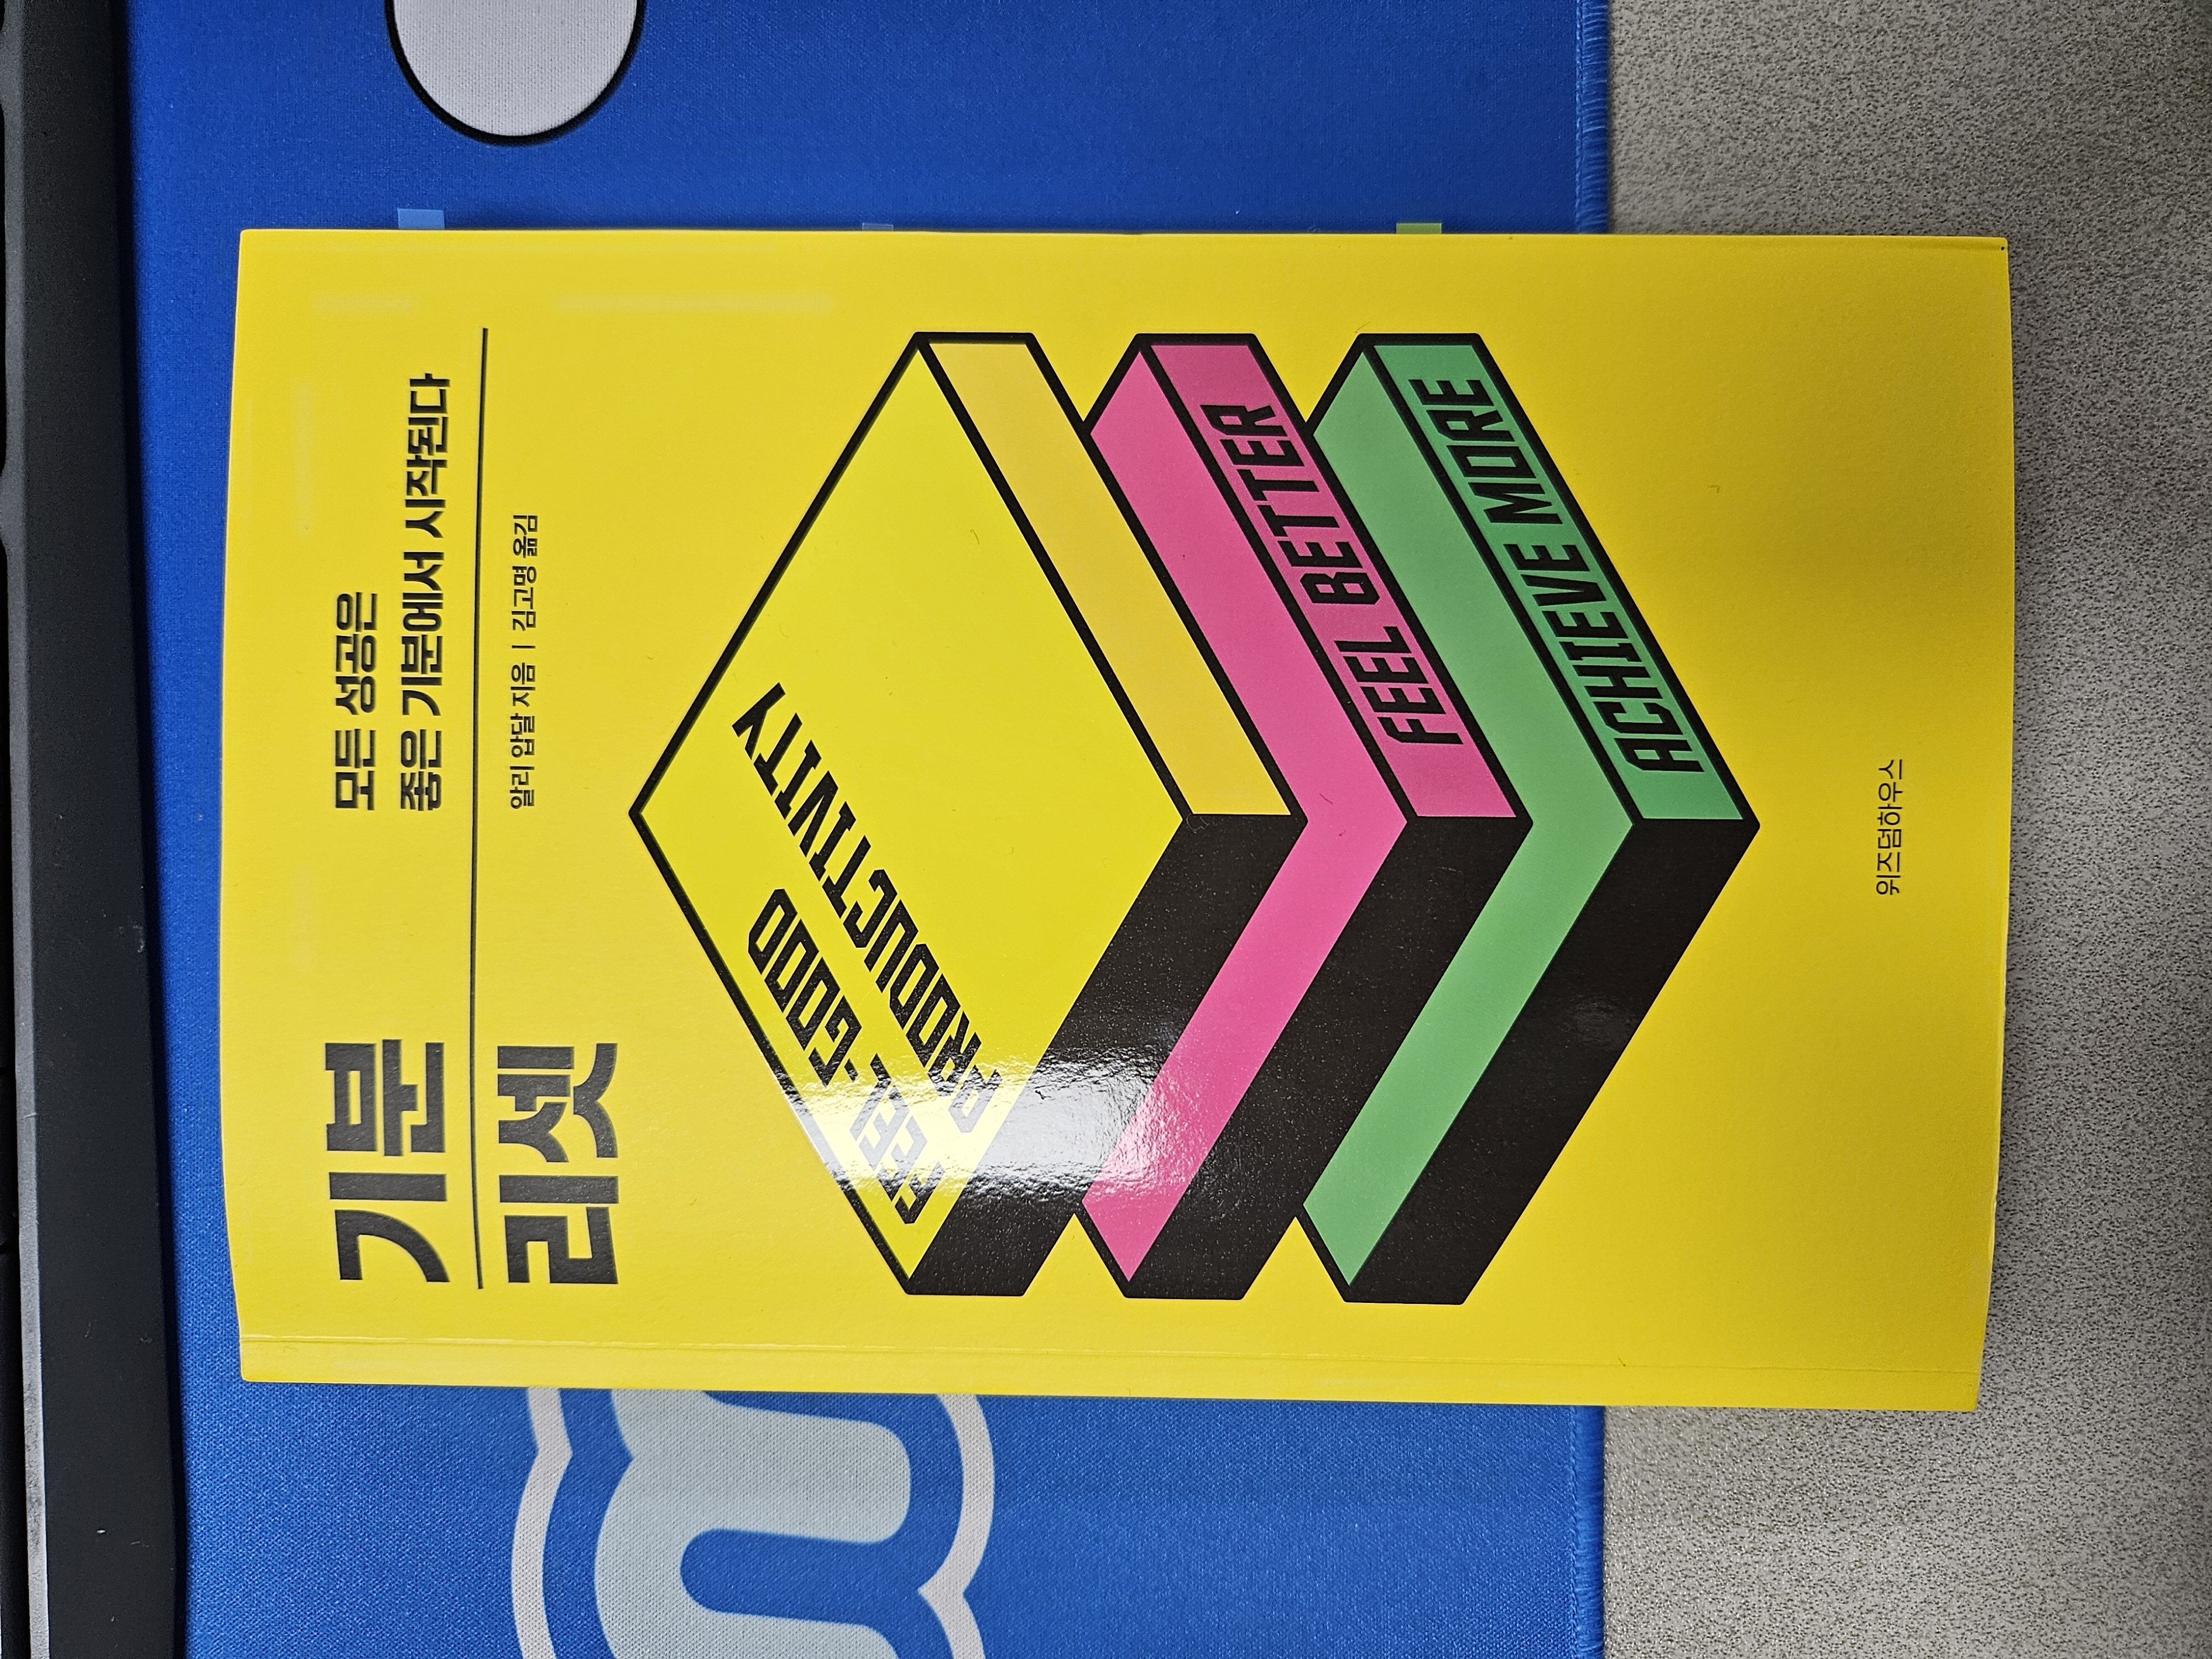 기분
리셋
모든 성공은
좋은 기분에서 시작된다
알리 압달 지음 | 김고명 옮김
FEEL-GOOD
PRODUCTIVITY
FEEL BETTER
ACHIEVE MORE
위즈덤하우스